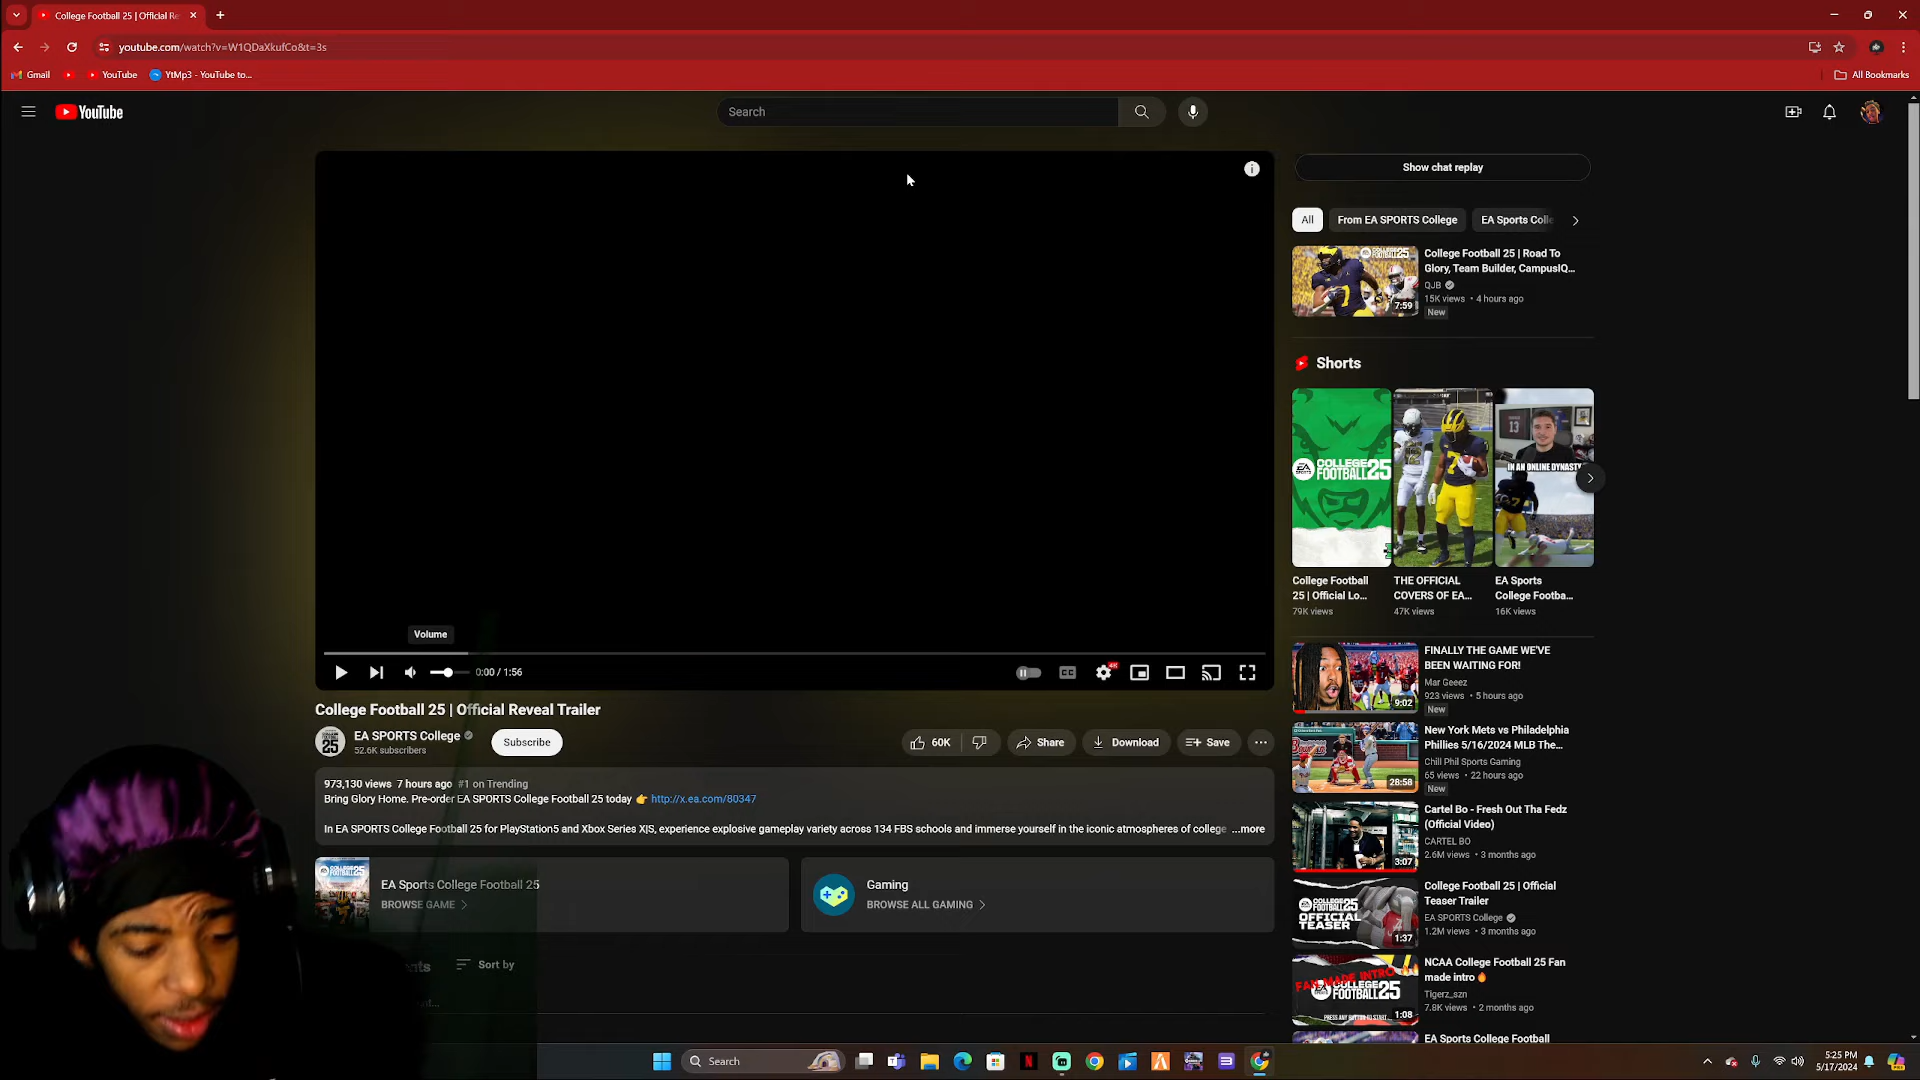 College Football 25 | Official Re
youtube.com/watch?v=W1QDaXkufCo&t=3s
Gmail
YouTube
YtMp3 - YouTube to...
All Bookmarks
YouTube
Search
Show chat replay
All
From EA SPORTS College
EA Sports Colle
College Football 25 | Road To
Glory, Team Builder, CampusIQ...
QJB
15K views • 4 hours ago
New
7:59
Shorts
COLLEGE
FOOTBALL 25
IN AN ONLINE DYNASTY
College Football
25 | Official Lo...
79K views
THE OFFICIAL
COVERS OF EA...
47K views
EA Sports
College Footba...
16K views
Volume
0:00 / 1:56
College Football 25 | Official Reveal Trailer
EA SPORTS College
52.6K subscribers
Subscribe
60K
Share
Download
Save
973,130 views 7 hours ago #1 on Trending
Bring Glory Home. Pre-order EA SPORTS College Football 25 today 👉 http://x.ea.com/80347
In EA SPORTS College Football 25 for PlayStation5 and Xbox Series X|S, experience explosive gameplay variety across 134 FBS schools and immerse yourself in the iconic atmospheres of college ...more
EA Sports College Football 25
BROWSE GAME
Gaming
BROWSE ALL GAMING
Sort by
FINALLY THE GAME WE'VE
BEEN WAITING FOR!
Mar Geeez
923 views • 5 hours ago
New
9:02
New York Mets vs Philadelphia
Phillies 5/16/2024 MLB The...
Chill Phil Sports Gaming
65 views • 22 hours ago
New
28:58
Cartel Bo - Fresh Out Tha Fedz
(Official Video)
CARTEL BO
2.6M views • 3 months ago
3:07
College Football 25 | Official
Teaser Trailer
EA SPORTS College
1.2M views • 3 months ago
COLLEGE
FOOTBALL 25
OFFICIAL
TEASER
1:37
NCAA College Football 25 Fan
made intro🔥
Tigerz_szn
7.8K views • 2 months ago
FAN MADE INTRO
COLLEGE
FOOTBALL 25
PRESS ANY BUTTON TO START...
1:08
EA Sports College Football
Search
5:25 PM
5/17/2024